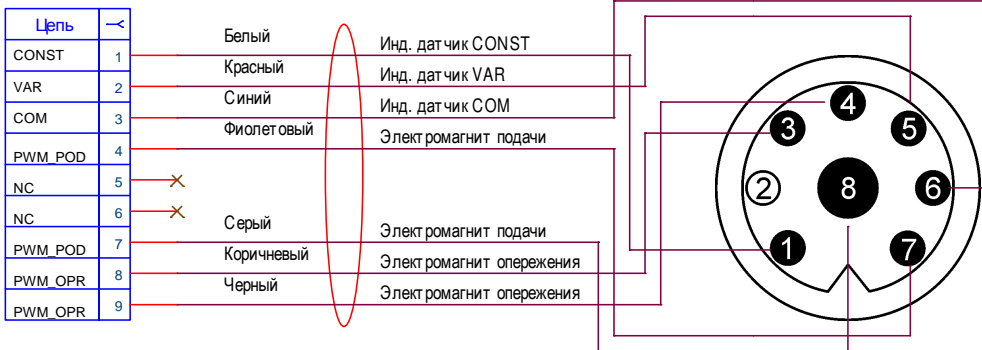 Цепь
CONST 1 Белый Инд. датчик CONST
VAR 2 Красный Инд. датчик VAR
COM 3 Синий Инд. датчик COM
PWM_POD 4 Фиолетовый Электромагнит подачи
NC 5
NC 6
PWM_POD 7 Серый Электромагнит подачи
PWM_OPR 8 Коричневый Электромагнит опережения
PWM_OPR 9 Черный Электромагнит опережения
4
3 5
2 8 6
1 7